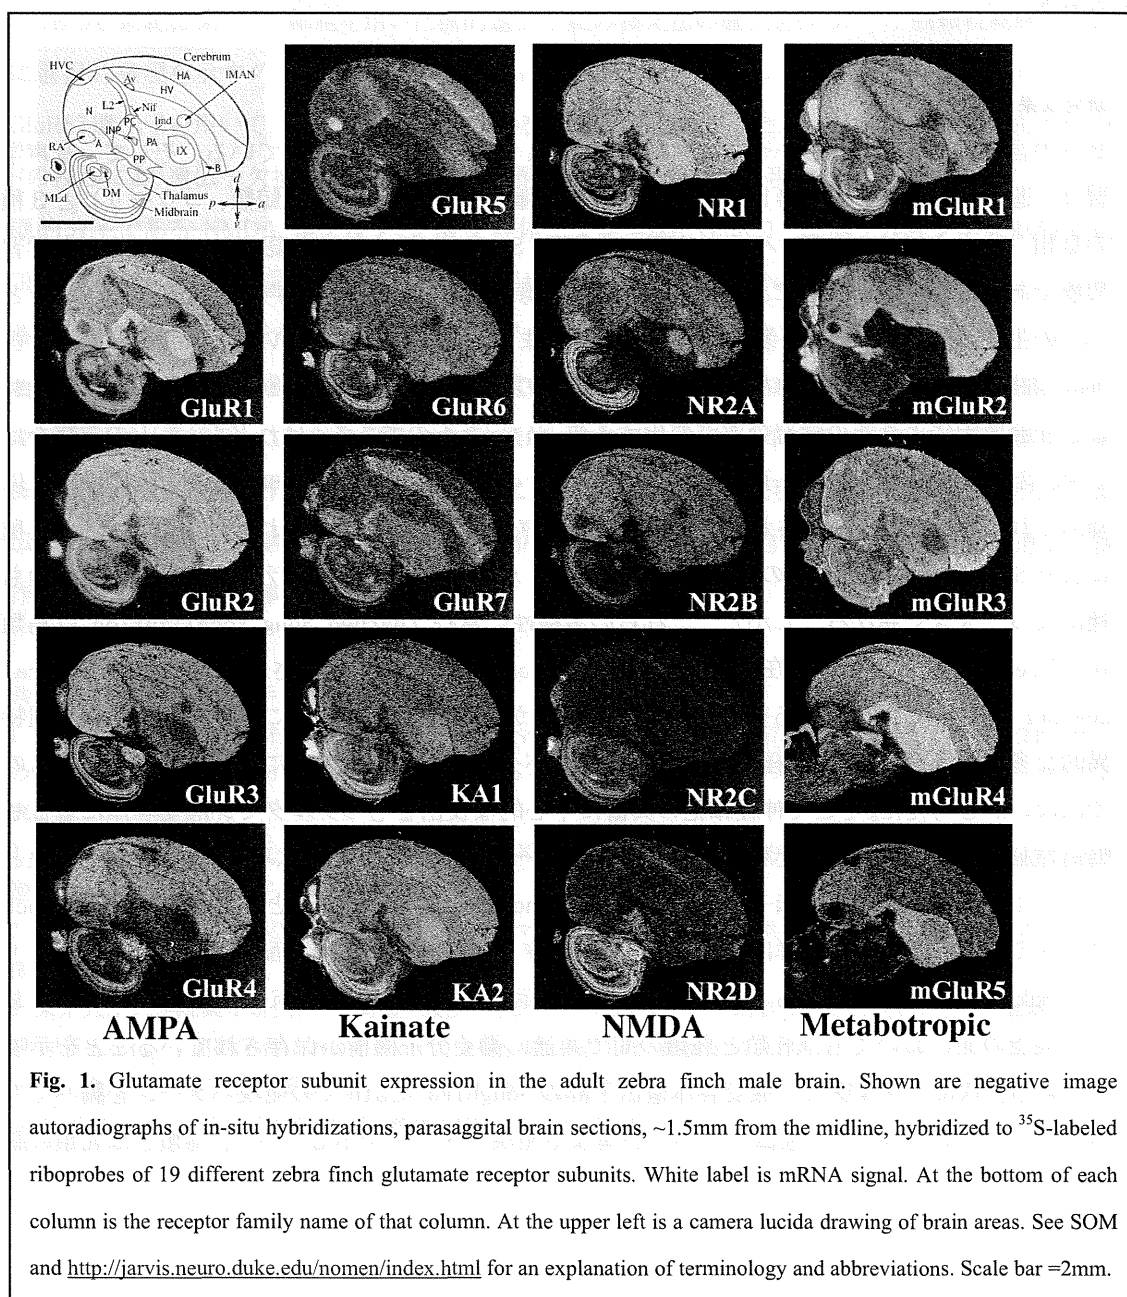 HVC
Cerebrum
HA
lMAN
Av
HV
L2
Nif
N
PC
lmd
INP
RA
A
PA
IX
PP
B
Cb
MLd
DM
Thalamus
Midbrain
d
p
a
v
GluR5
NR1
mGluR1
GluR1
GluR6
NR2A
mGluR2
GluR2
GluR7
NR2B
mGluR3
GluR3
KA1
NR2C
mGluR4
GluR4
KA2
NR2D
mGluR5
AMPA
Kainate
NMDA
Metabotropic
Fig. 1. Glutamate receptor subunit expression in the adult zebra finch male brain. Shown are negative image
autoradiographs of in-situ hybridizations, parasaggital brain sections, ~1.5mm from the midline, hybridized to ³⁵S-labeled
riboprobes of 19 different zebra finch glutamate receptor subunits. White label is mRNA signal. At the bottom of each
column is the receptor family name of that column. At the upper left is a camera lucida drawing of brain areas. See SOM
and http://jarvis.neuro.duke.edu/nomen/index.html for an explanation of terminology and abbreviations. Scale bar =2mm.